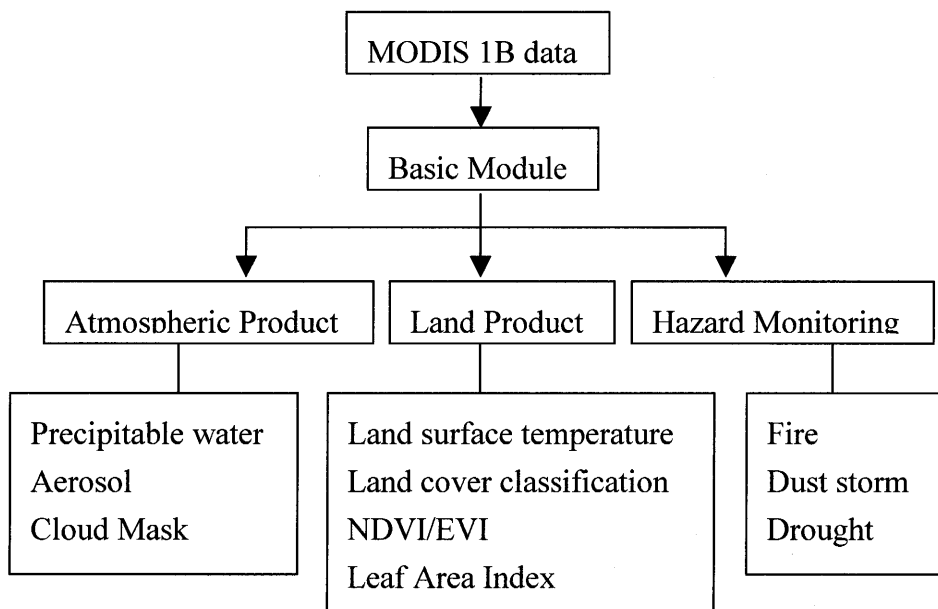 MODIS 1B data
Basic Module
Atmospheric Product
Land Product
Hazard Monitoring
Precipitable water
Aerosol
Cloud Mask
Land surface temperature
Land cover classification
NDVI/EVI
Leaf Area Index
Fire
Dust storm
Drought